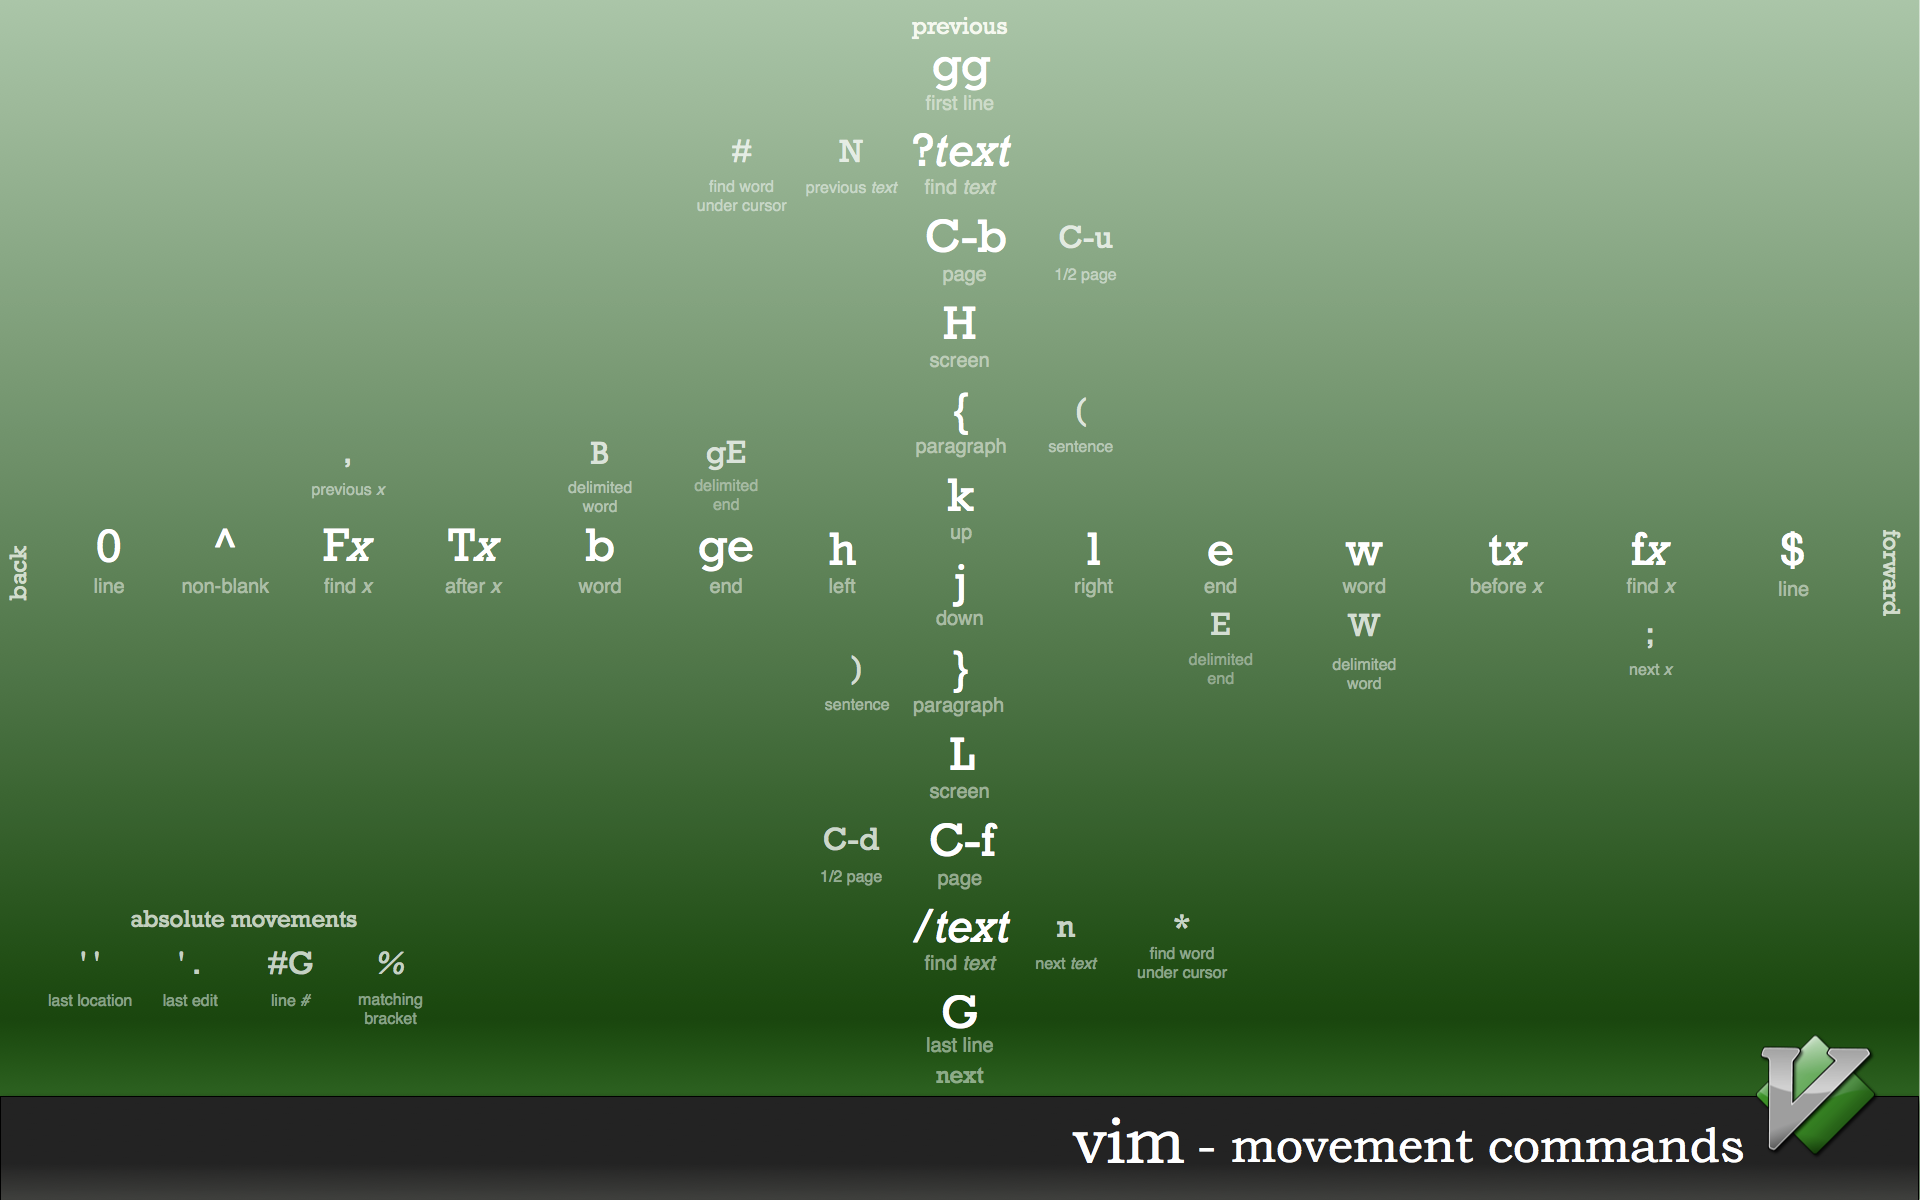 previous
gg
first line
# N ?text
find word under cursor previous text find text
C-b C-u
page 1/2 page
H
screen
{ (
paragraph sentence
, B gE
previous x delimited word delimited end
k
up
back 0 ^ Fx Tx b ge h l e w tx fx $ forward
line non-blank find x after x word end left right end word before x find x line
j
down
E W ;
delimited end delimited word next x
) }
sentence paragraph
L
screen
C-d C-f
1/2 page page
/text n *
find text next text find word under cursor
absolute movements
' ' ' . #G %
last location last edit line # matching bracket
G
last line
next
vim - movement commands